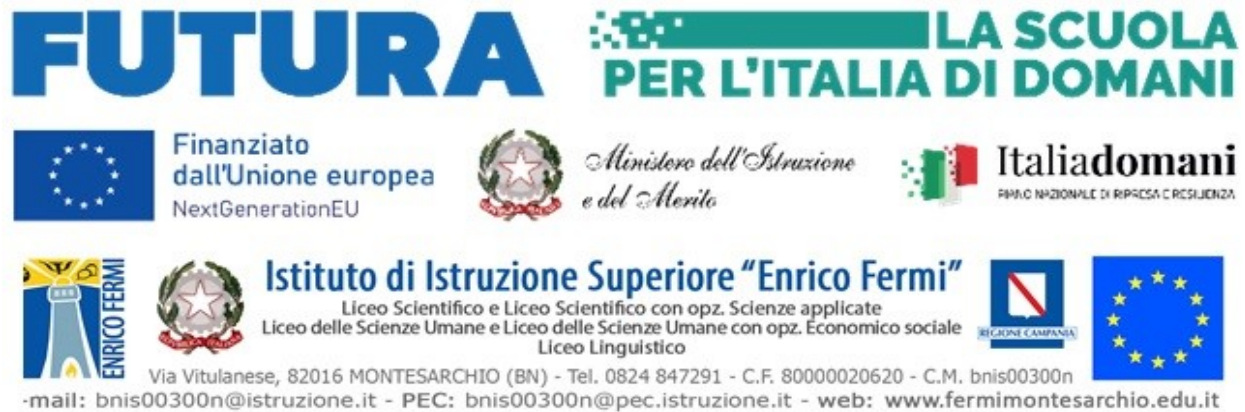 FUTURA
LA SCUOLA
PER L'ITALIA DI DOMANI
Finanziato
dall'Unione europea
NextGenerationEU
Ministero dell'Istruzione
e del Merito
Italiadomani
PIANO NAZIONALE DI RIPRESA E RESILIENZA
ENRICO FERMI
Istituto di Istruzione Superiore "Enrico Fermi"
Liceo Scientifico e Liceo Scientifico con opz. Scienze applicate
Liceo delle Scienze Umane e Liceo delle Scienze Umane con opz. Economico sociale
Liceo Linguistico
REGIONE CAMPANIA
Via Vitulanese, 82016 MONTESARCHIO (BN) - Tel. 0824 847291 - C.F. 80000020620 - C.M. bnis00300n
-mail: bnis00300n@istruzione.it - PEC: bnis00300n@pec.istruzione.it - web: www.fermimontesarchio.edu.it